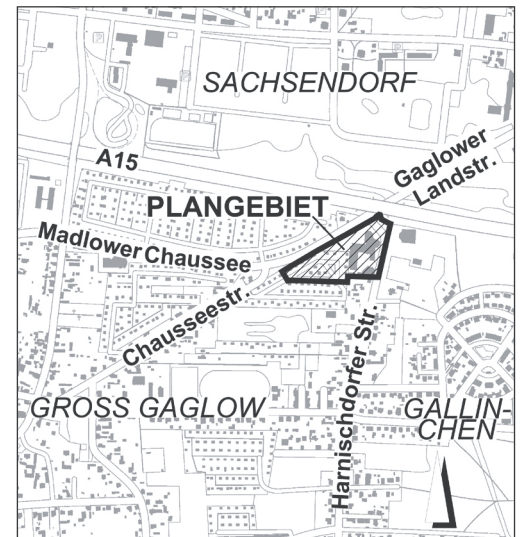 SACHSENDORF
A15
Gaglower
Landstr.
PLANGEBIET
Madlower Chaussee
Chausseestr.
Harnischdorfer Str.
GROSS GAGLOW
GALLIN-
CHEN